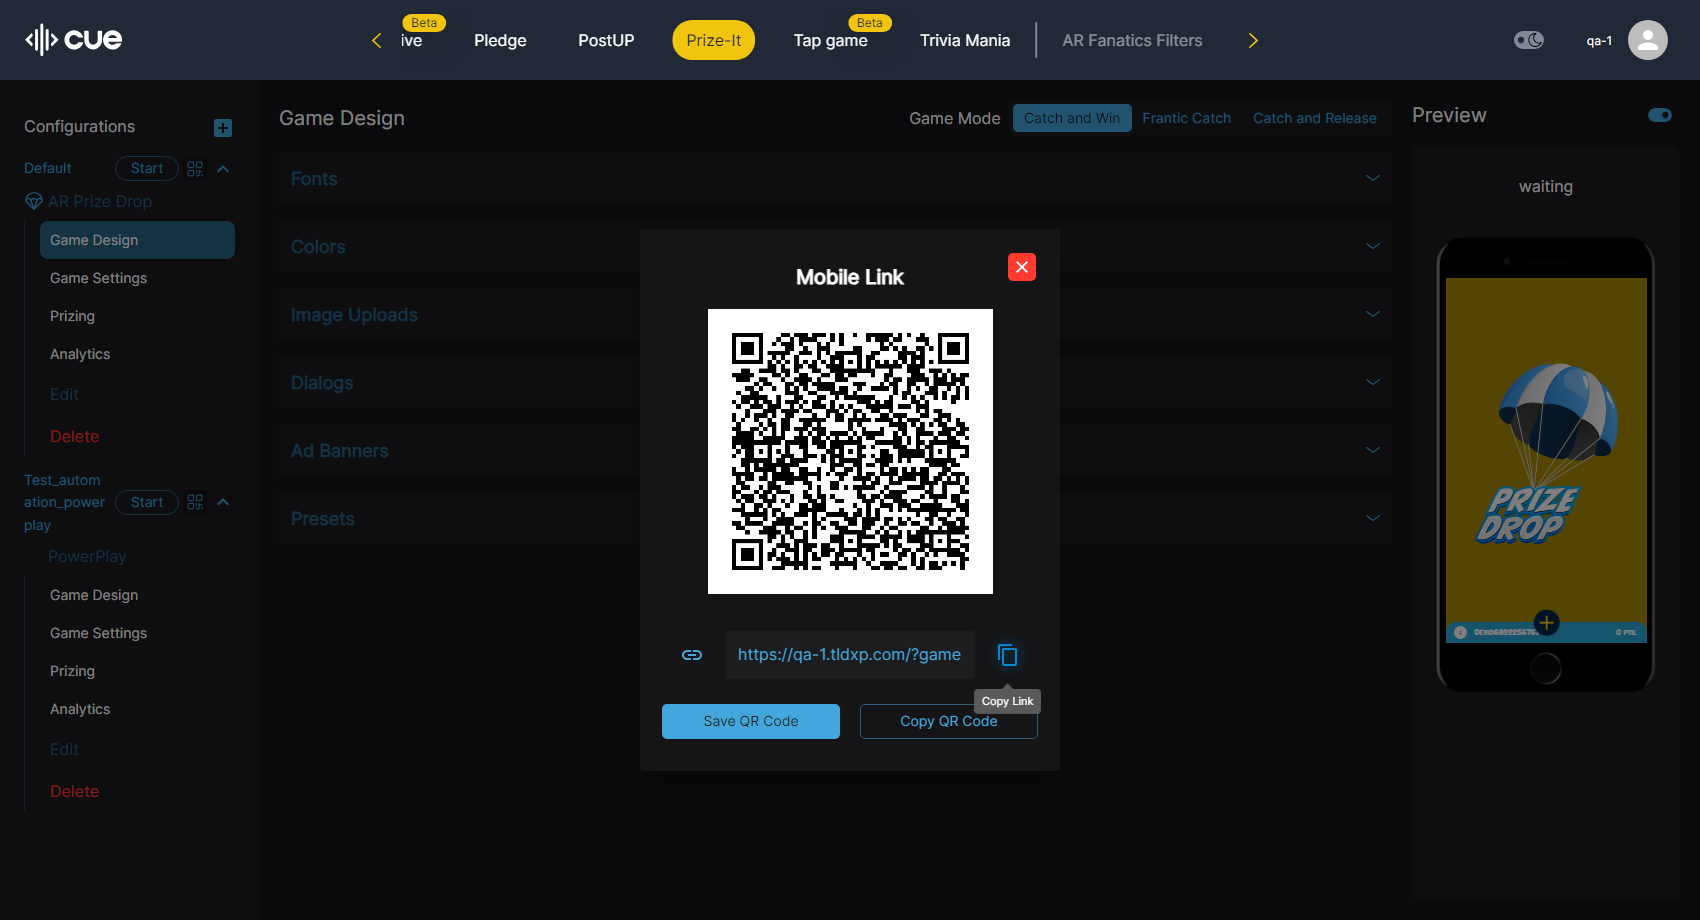 cue
Beta
Beta
ive
Pledge
PostUP
Prize-It
Tap game
Trivia Mania
AR Fanatics Filters
qa-1
Configurations
Default
Start
AR Prize Drop
Game Design
Game Settings
Prizing
Analytics
Edit
Delete
Test_autom
ation_power
play
Start
PowerPlay
Game Design
Game Settings
Prizing
Analytics
Edit
Delete
Game Design
Game Mode
Catch and Win
Frantic Catch
Catch and Release
Fonts
Colors
Image Uploads
Dialogs
Ad Banners
Presets
Mobile Link
https://qa-1.tldxp.com/?game
Copy Link
Save QR Code
Copy QR Code
Preview
waiting
PRIZE
DROP
0 PTS.